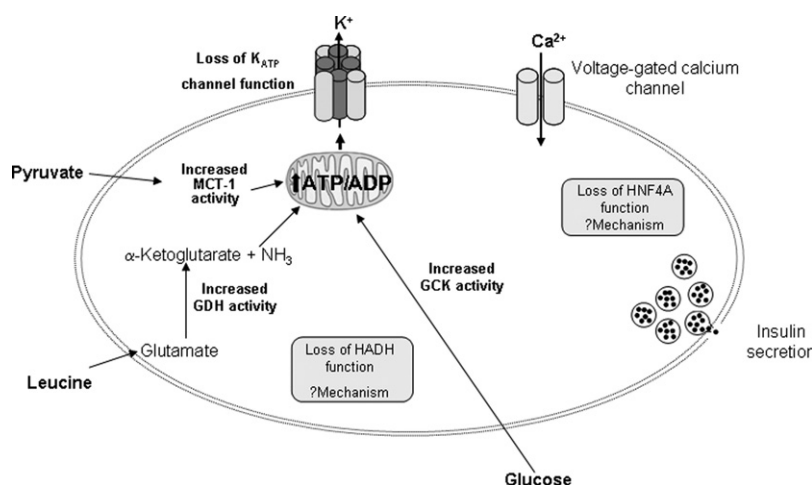 K⁺
Loss of K_ATP
channel function
Ca²⁺
Voltage-gated calcium
channel
Pyruvate
Increased
MCT-1
activity
ATP/ADP
Loss of HNF4A
function
?Mechanism
α-Ketoglutarate + NH₃
Increased
GDH activity
Increased
GCK activity
Glutamate
Leucine
Loss of HADH
function
?Mechanism
Insulin
secretion
Glucose